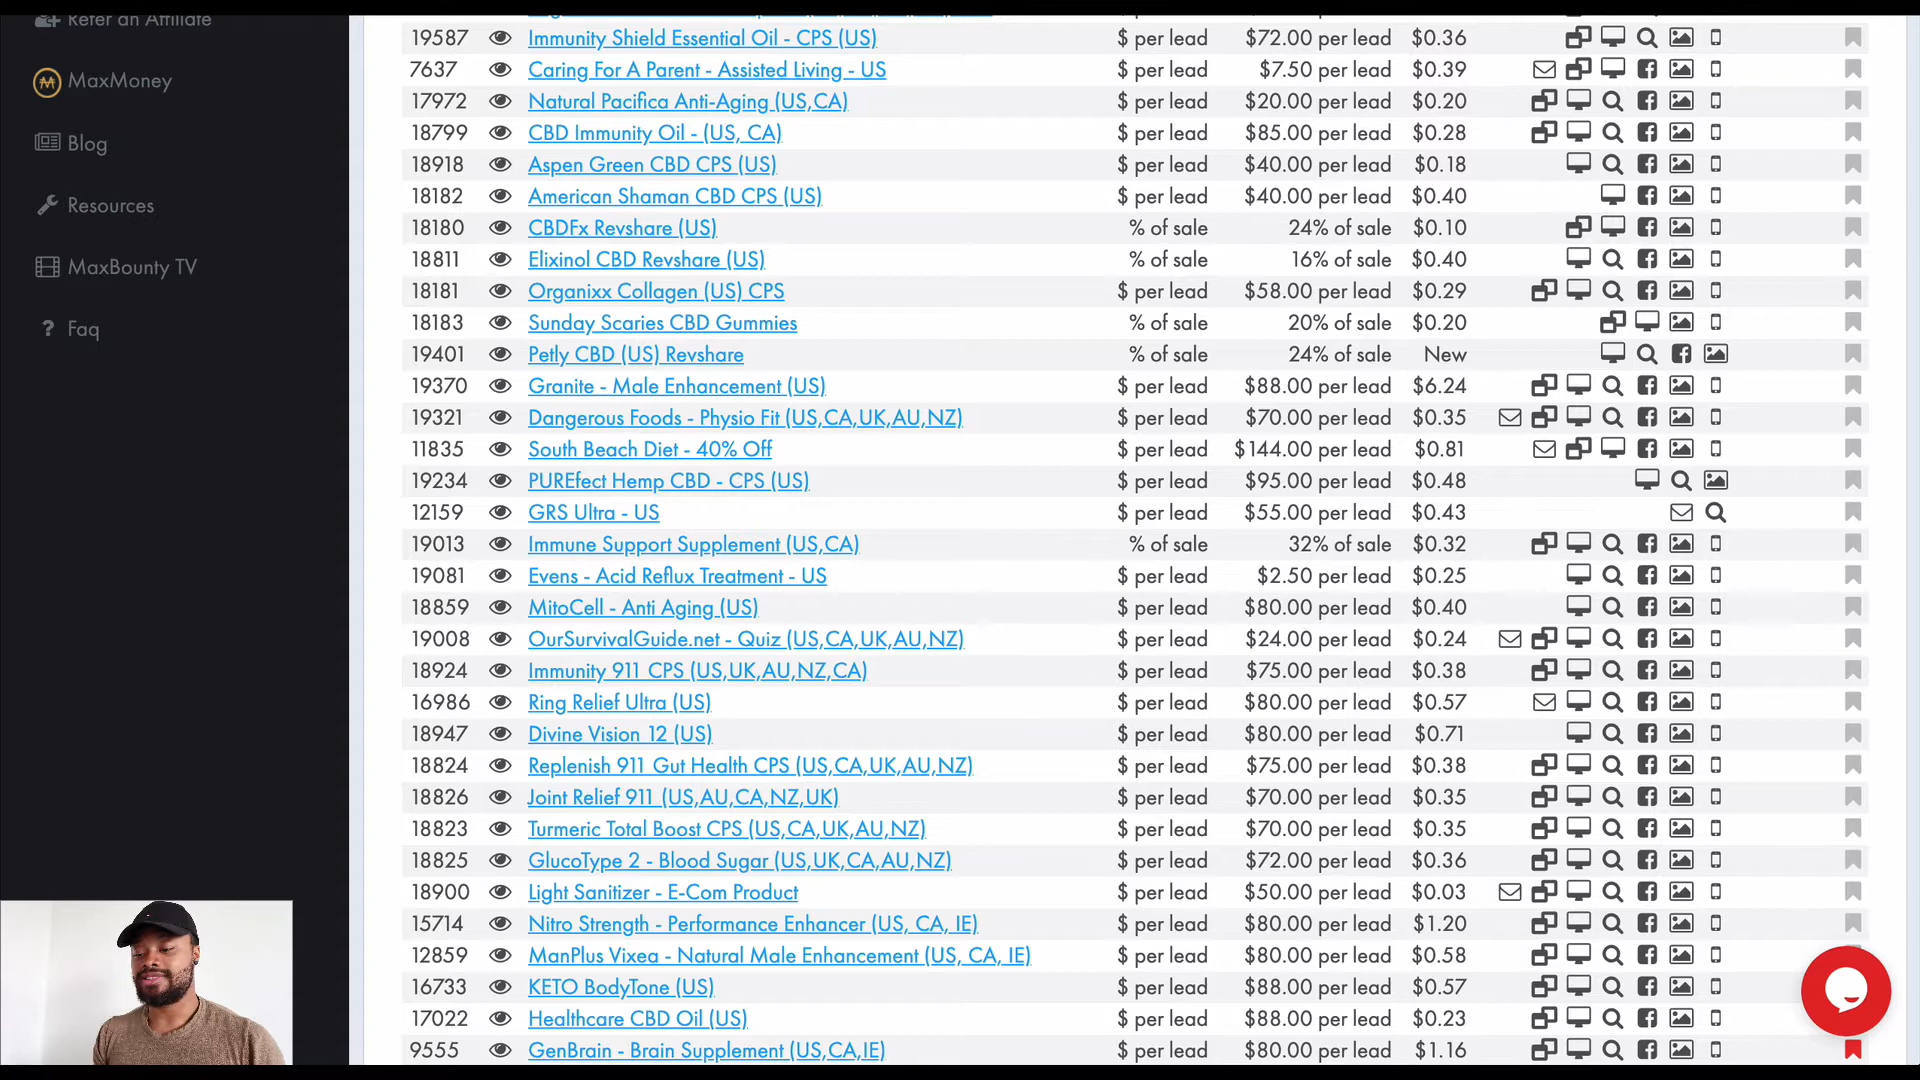 Refer an Affiliate
MaxMoney
Blog
Resources
MaxBounty TV
? Faq
19587 Immunity Shield Essential Oil - CPS (US) $ per lead $72.00 per lead $0.36
7637 Caring For A Parent - Assisted Living - US $ per lead $7.50 per lead $0.39
17972 Natural Pacifica Anti-Aging (US,CA) $ per lead $20.00 per lead $0.20
18799 CBD Immunity Oil - (US, CA) $ per lead $85.00 per lead $0.28
18918 Aspen Green CBD CPS (US) $ per lead $40.00 per lead $0.18
18182 American Shaman CBD CPS (US) $ per lead $40.00 per lead $0.40
18180 CBDFx Revshare (US) % of sale 24% of sale $0.10
18811 Elixinol CBD Revshare (US) % of sale 16% of sale $0.40
18181 Organixx Collagen (US) CPS $ per lead $58.00 per lead $0.29
18183 Sunday Scaries CBD Gummies % of sale 20% of sale $0.20
19401 Petly CBD (US) Revshare % of sale 24% of sale New
19370 Granite - Male Enhancement (US) $ per lead $88.00 per lead $6.24
19321 Dangerous Foods - Physio Fit (US,CA,UK,AU,NZ) $ per lead $70.00 per lead $0.35
11835 South Beach Diet - 40% Off $ per lead $144.00 per lead $0.81
19234 PUREfect Hemp CBD - CPS (US) $ per lead $95.00 per lead $0.48
12159 GRS Ultra - US $ per lead $55.00 per lead $0.43
19013 Immune Support Supplement (US,CA) % of sale 32% of sale $0.32
19081 Evens - Acid Reflux Treatment - US $ per lead $2.50 per lead $0.25
18859 MitoCell - Anti Aging (US) $ per lead $80.00 per lead $0.40
19008 OurSurvivalGuide.net - Quiz (US,CA,UK,AU,NZ) $ per lead $24.00 per lead $0.24
18924 Immunity 911 CPS (US,UK,AU,NZ,CA) $ per lead $75.00 per lead $0.38
16986 Ring Relief Ultra (US) $ per lead $80.00 per lead $0.57
18947 Divine Vision 12 (US) $ per lead $80.00 per lead $0.71
18824 Replenish 911 Gut Health CPS (US,CA,UK,AU,NZ) $ per lead $75.00 per lead $0.38
18826 Joint Relief 911 (US,AU,CA,NZ,UK) $ per lead $70.00 per lead $0.35
18823 Turmeric Total Boost CPS (US,CA,UK,AU,NZ) $ per lead $70.00 per lead $0.35
18825 GlucoType 2 - Blood Sugar (US,UK,CA,AU,NZ) $ per lead $72.00 per lead $0.36
18900 Light Sanitizer - E-Com Product $ per lead $50.00 per lead $0.03
15714 Nitro Strength - Performance Enhancer (US, CA, IE) $ per lead $80.00 per lead $1.20
12859 ManPlus Vixea - Natural Male Enhancement (US, CA, IE) $ per lead $80.00 per lead $0.58
16733 KETO BodyTone (US) $ per lead $88.00 per lead $0.57
17022 Healthcare CBD Oil (US) $ per lead $88.00 per lead $0.23
9555 GenBrain - Brain Supplement (US,CA,IE) $ per lead $80.00 per lead $1.16